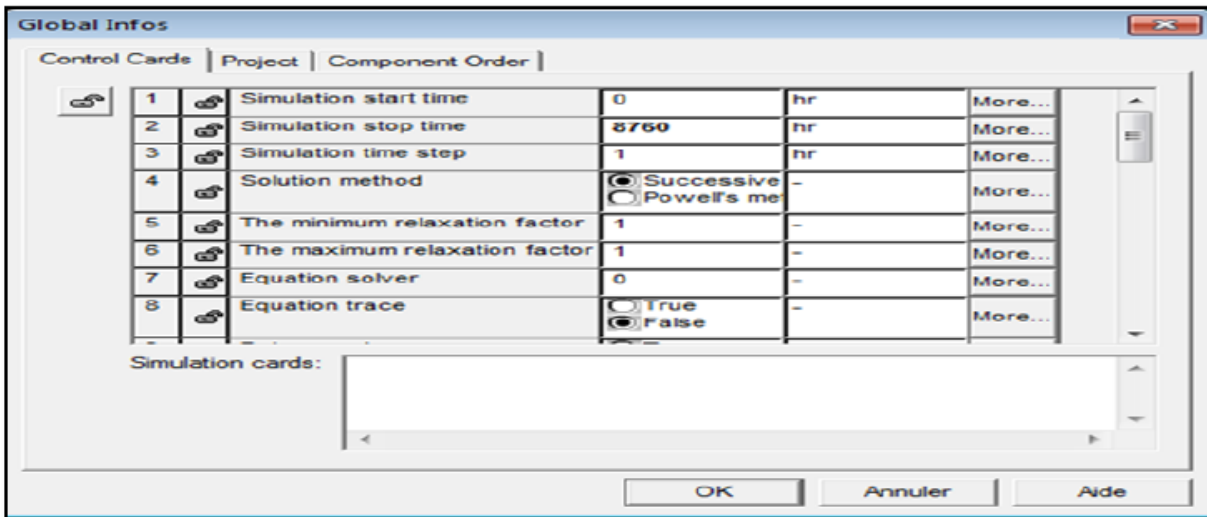 Global Infos
Control Cards Project Component Order
1 Simulation start time 0 hr More...
2 Simulation stop time 8760 hr More...
3 Simulation time step 1 hr More...
4 Solution method Successive - More...
Powell's me
5 The minimum relaxation factor 1 - More...
6 The maximum relaxation factor 1 - More...
7 Equation solver 0 - More...
8 Equation trace True - More...
False
Simulation cards:
OK Annuler Aide